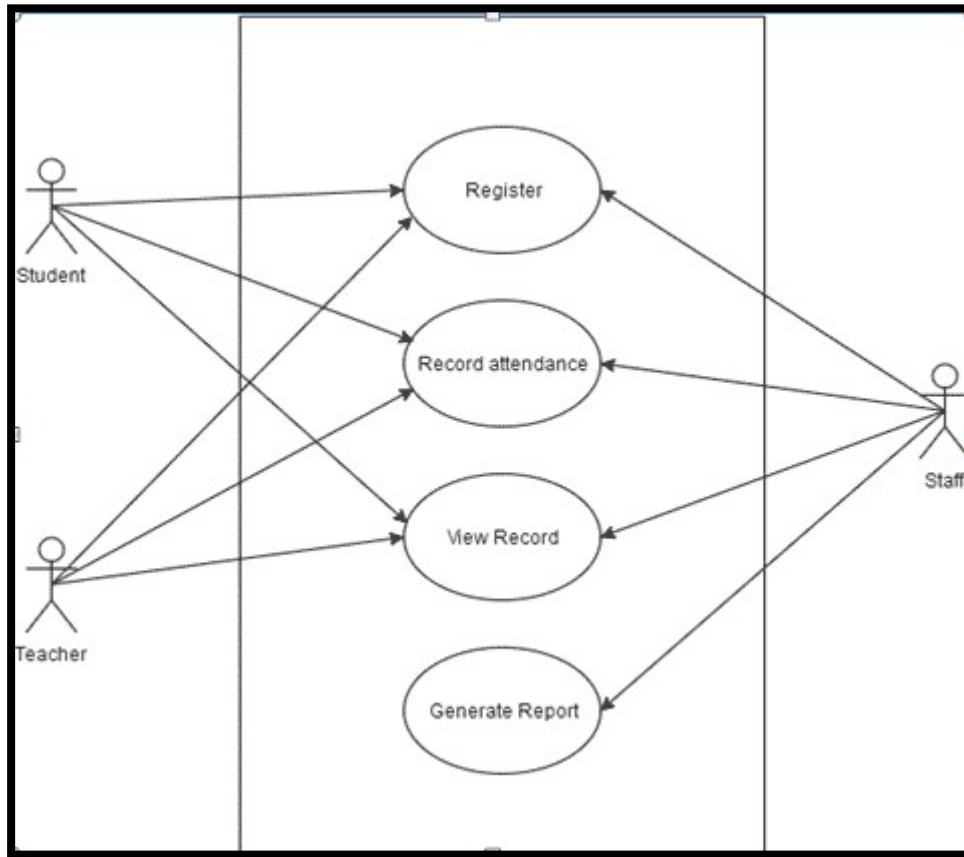 Register
Student
Record attendance
Staff
View Record
Teacher
Generate Report